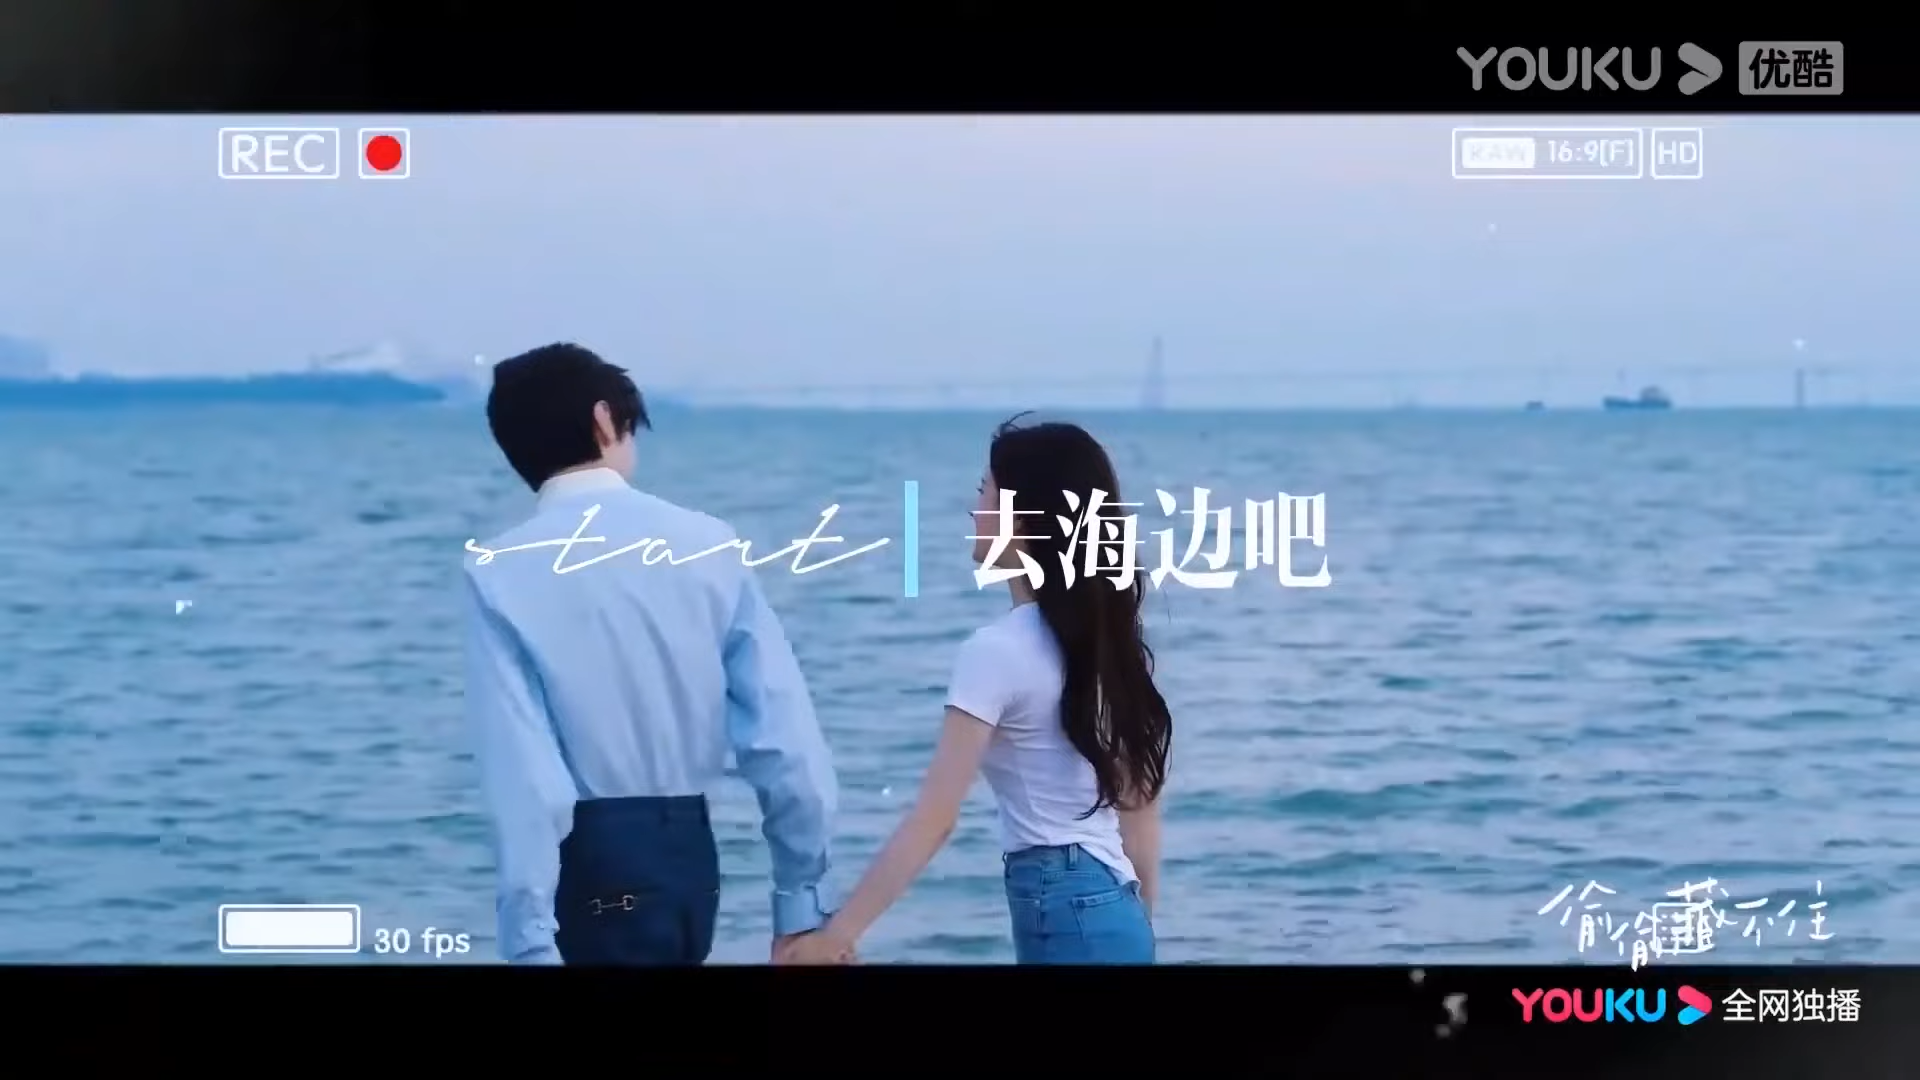 YOUKU 优酷
REC
RAW 16:9[F] HD
start 去海边吧
30 fps
偷偷藏不住
YOUKU 全网独播